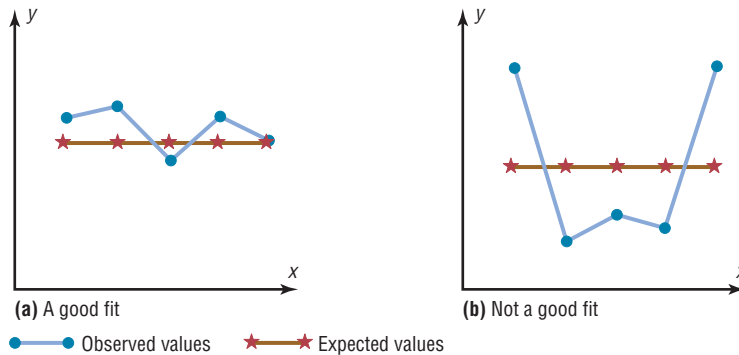 y
x
(a) A good fit
y
x
(b) Not a good fit
Observed values
Expected values